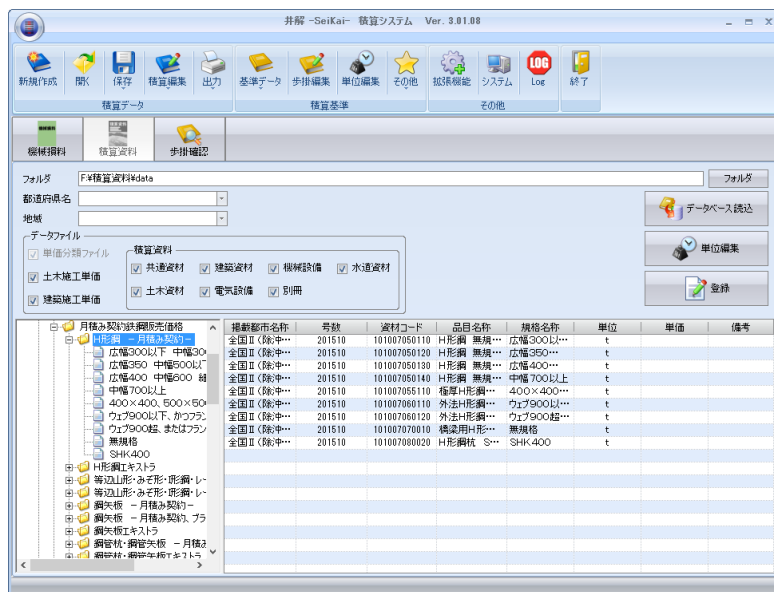 井解 -SeiKai- 積算システム Ver. 3.01.08
新規作成 開く 保存 積算編集 出力 基準データ 歩掛編集 単位編集 その他 拡張機能 システム Log 終了
LOG
積算データ 積算基準 その他
機械損料 積算資料 歩掛確認
フォルダ F:¥積算資料¥data フォルダ
都道府県名
地域
データベース読込
単位編集
登録
データファイル
単価分類ファイル
土木施工単価
建築施工単価
積算資料
共通資材 建築資材 機械設備 水道資材
土木資材 電気設備 別冊
月積み契約鉄鋼販売価格
H形鋼 -月積み契約-
広幅300以下 中幅30
広幅350 中幅500以下
広幅400 中幅600 細
中幅700以上
400×400、500×50
ウェブ900以下、かつフラン
ウェブ900超、またはフラン
無規格
SHK400
H形鋼エキストラ
等辺山形・みぞ形・I形鋼・レ
等辺山形・みぞ形・I形鋼・レ
鋼矢板 -月積み契約-
鋼矢板 -月積み契約、ブラ
鋼矢板エキストラ
鋼管杭・鋼管矢板 -月積み
鋼管杭・鋼管矢板エキストラ
掲載都市名称 号数 資材コード 品目名称 規格名称 単位 単価 備考
全国Ⅱ(除沖… 201510 101007050110 H形鋼 無規… 広幅300以… t
全国Ⅱ(除沖… 201510 101007050120 H形鋼 無規… 広幅350… t
全国Ⅱ(除沖… 201510 101007050130 H形鋼 無規… 広幅400… t
全国Ⅱ(除沖… 201510 101007050140 H形鋼 無規… 中幅700以上 t
全国Ⅱ(除沖… 201510 101007055110 極厚H形鋼… 400×400… t
全国Ⅱ(除沖… 201510 101007060110 外法H形鋼… ウェブ900以… t
全国Ⅱ(除沖… 201510 101007060120 外法H形鋼… ウェブ900超… t
全国Ⅱ(除沖… 201510 101007070010 橋梁用H形… 無規格 t
全国Ⅱ(除沖… 201510 101007080020 H形鋼杭 S… SHK400 t